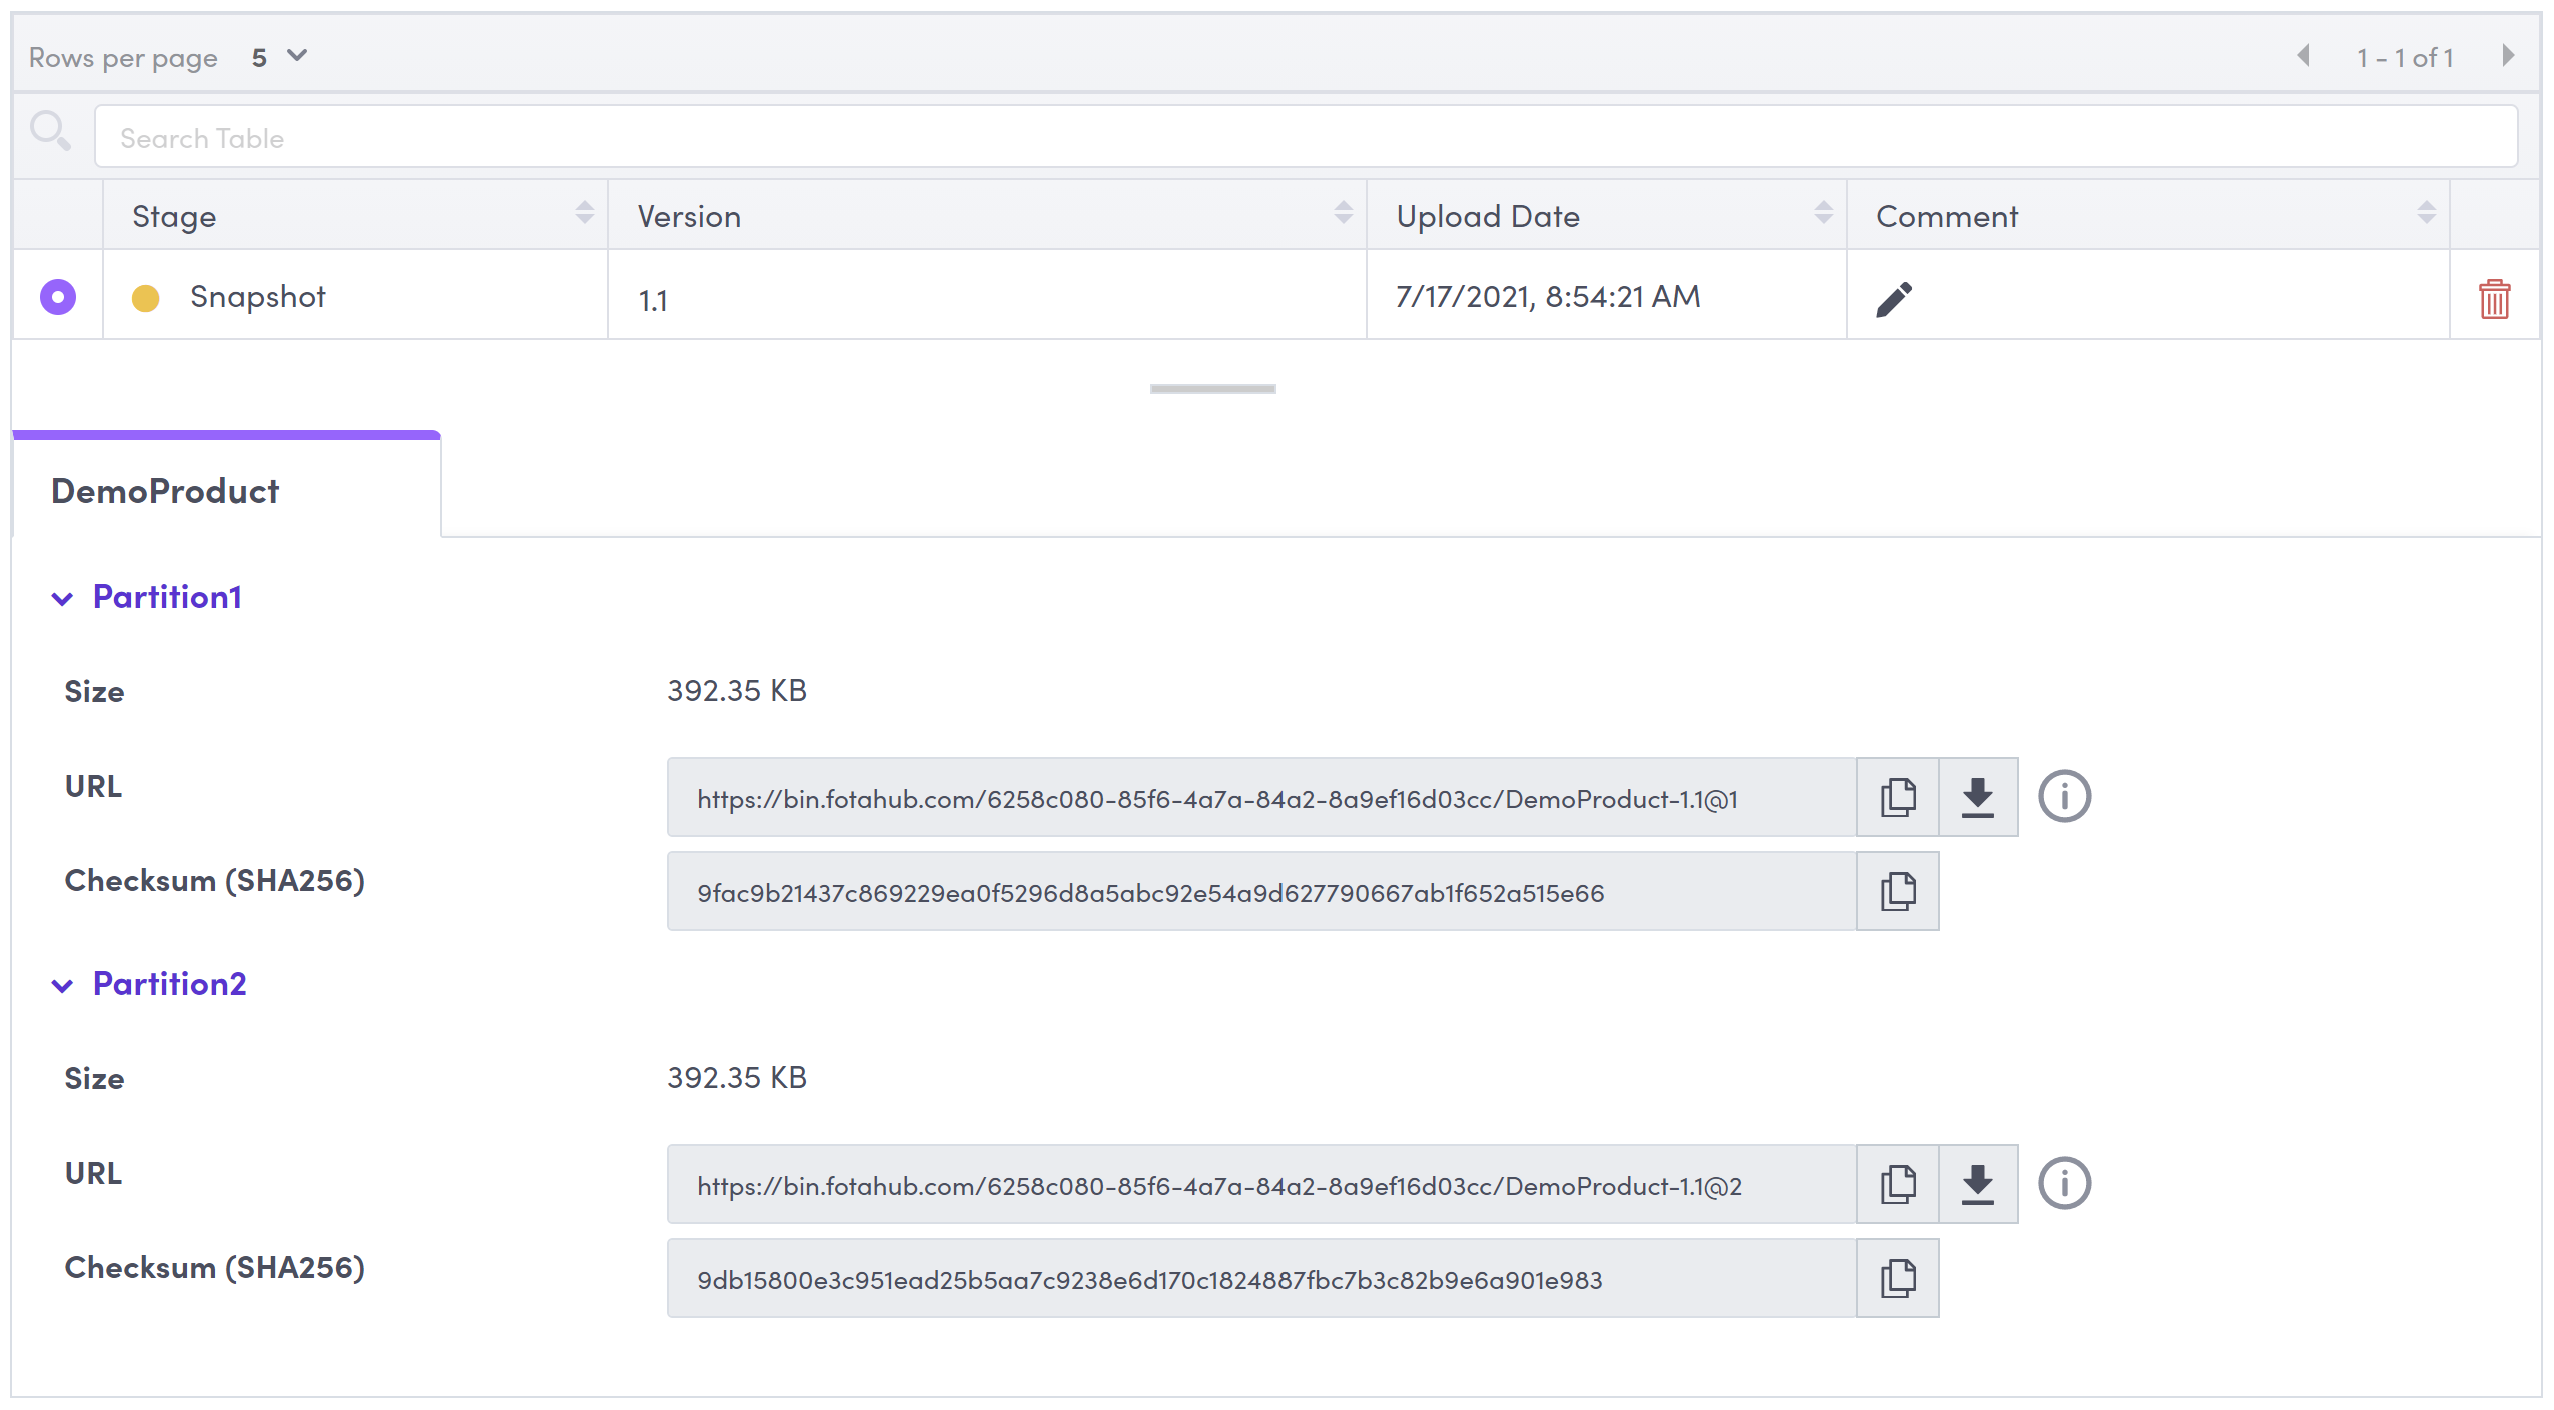 Rows per page 5 1 - 1 of 1
Search Table
Stage Version Upload Date Comment
Snapshot 1.1 7/17/2021, 8:54:21 AM
DemoProduct
Partition1
Size 392.35 KB
URL https://bin.fotahub.com/6258c080-85f6-4a7a-84a2-8a9ef16d03cc/DemoProduct-1.1@1
Checksum (SHA256) 9fac9b21437c869229ea0f5296d8a5abc92e54a9d627790667ab1f652a515e66
Partition2
Size 392.35 KB
URL https://bin.fotahub.com/6258c080-85f6-4a7a-84a2-8a9ef16d03cc/DemoProduct-1.1@2
Checksum (SHA256) 9db15800e3c951ead25b5aa7c9238e6d170c1824887fbc7b3c82b9e6a901e983